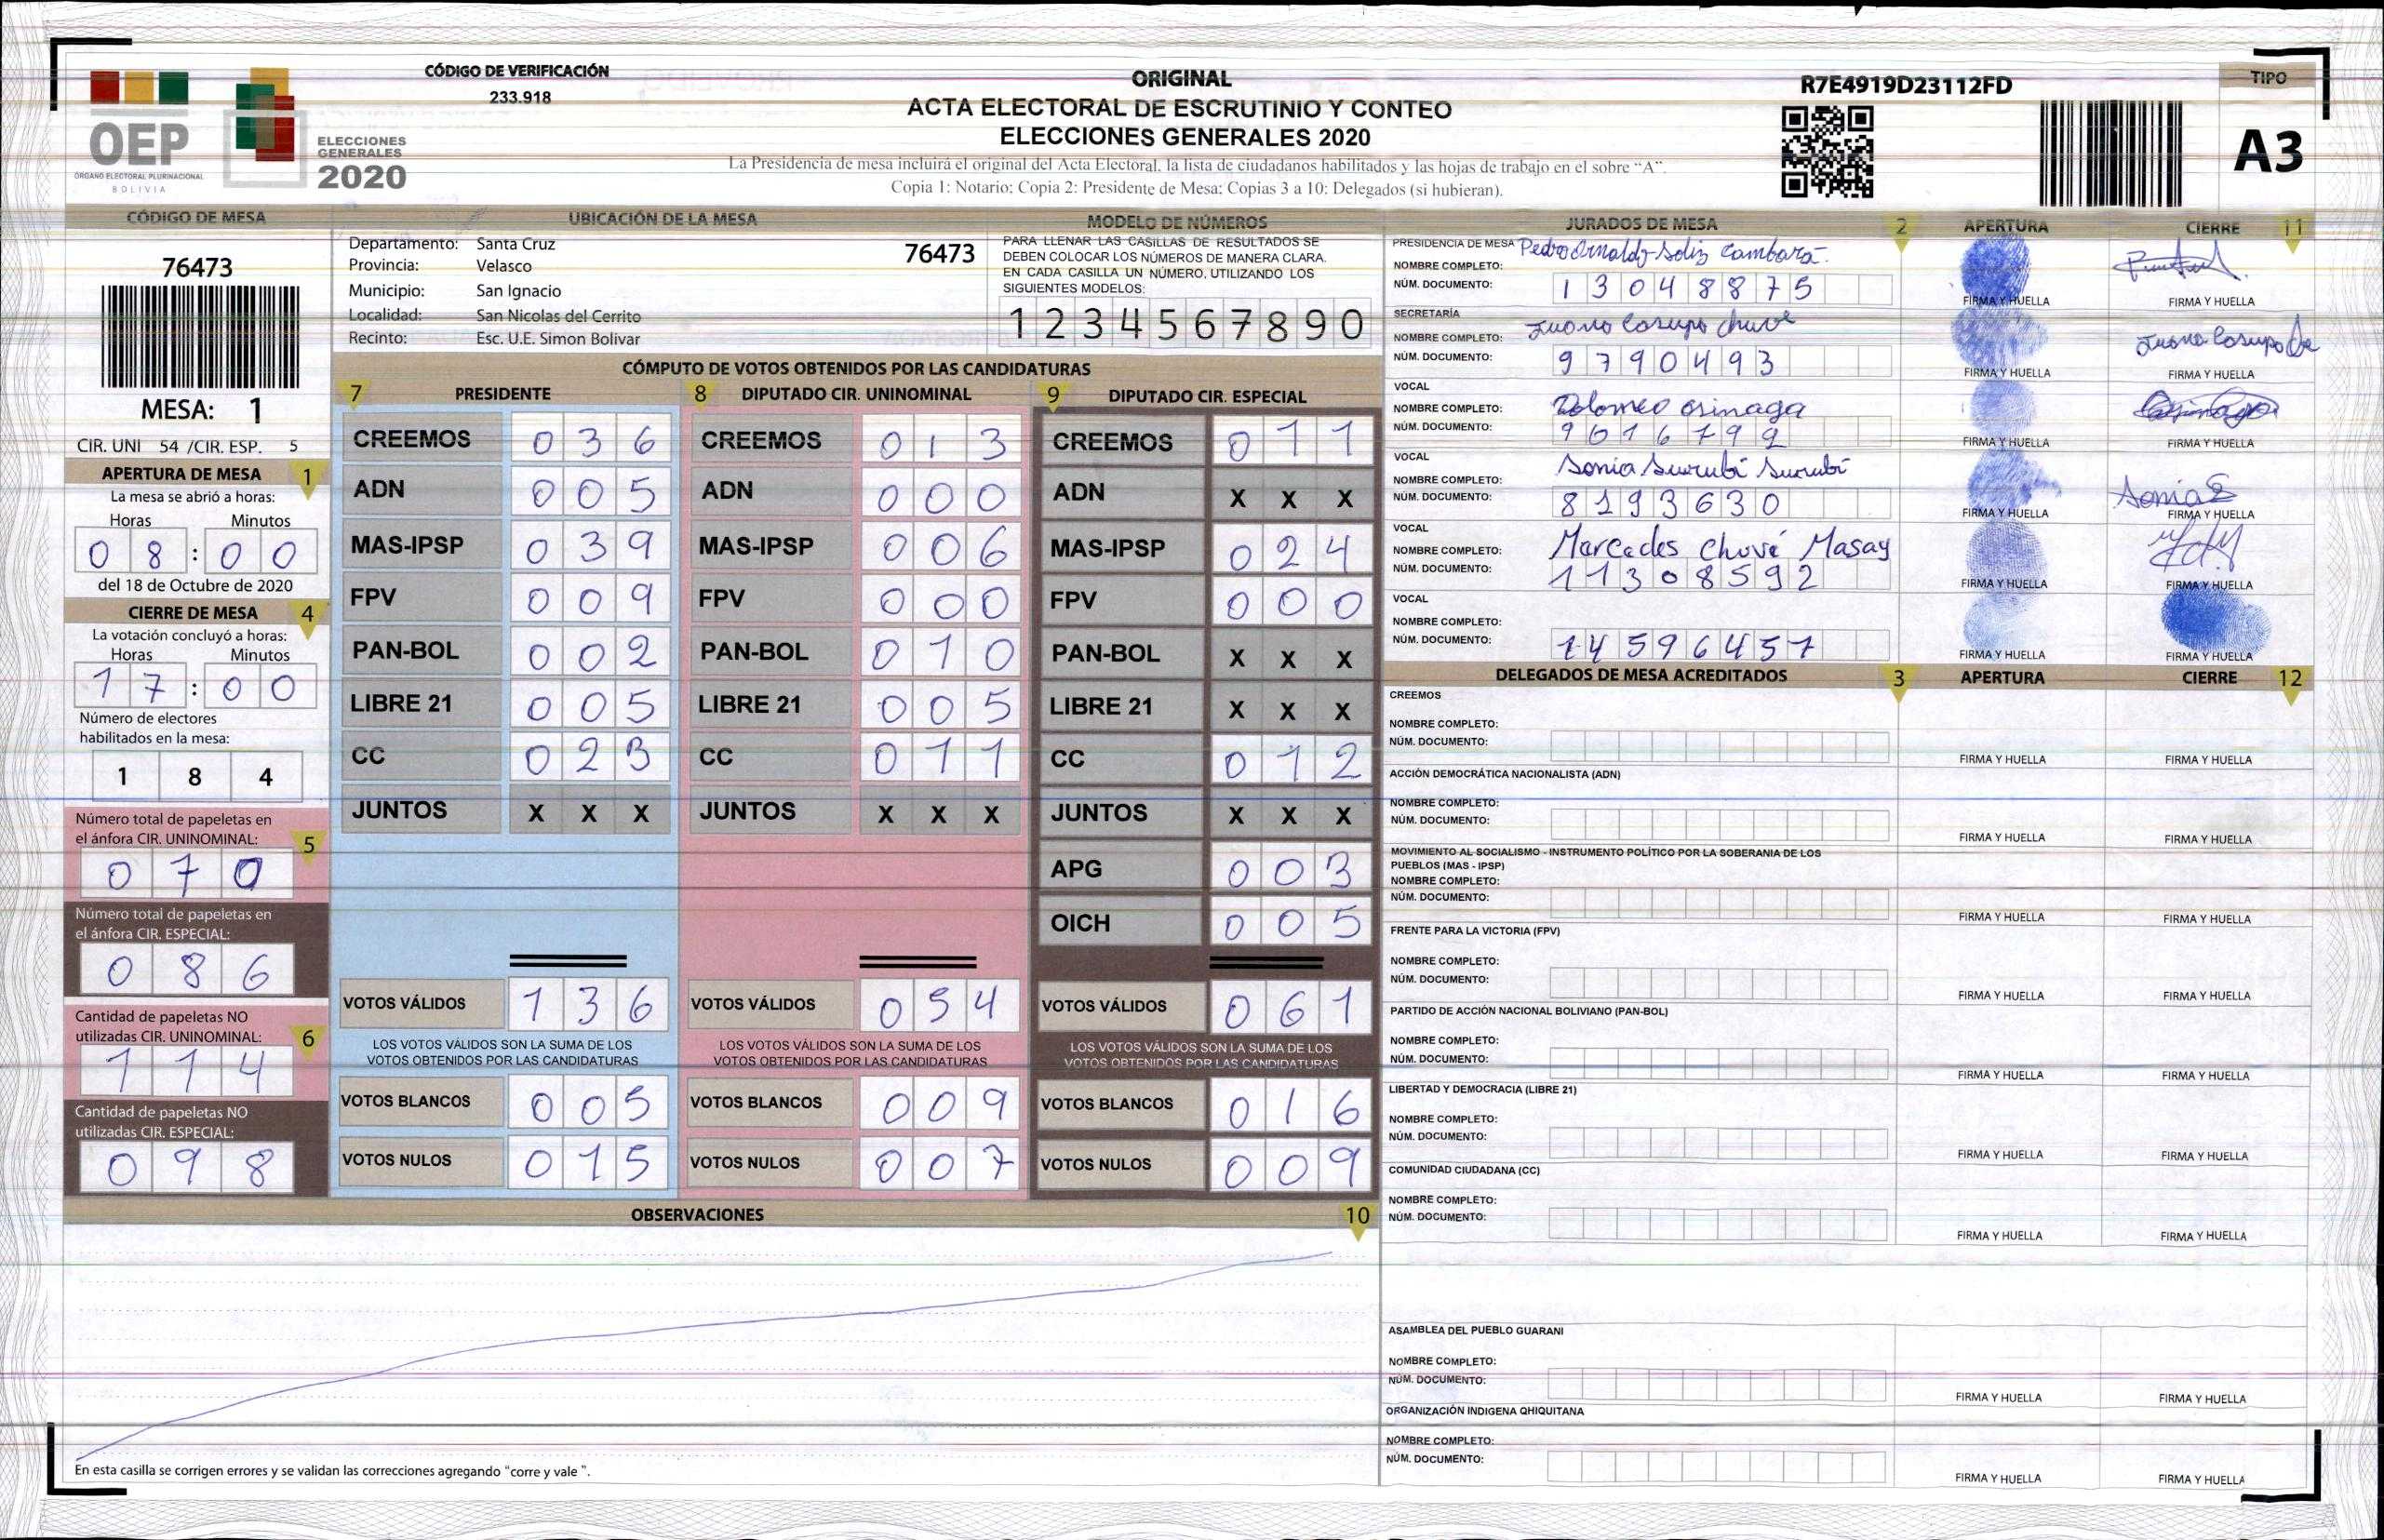 CÓDIGO DE VERIFICACIÓN
233.918
OEP
ÓRGANO ELECTORAL PLURINACIONAL
BOLIVIA
ELECCIONES
GENERALES
2020
ORIGINAL
ACTA ELECTORAL DE ESCRUTINIO Y CONTEO
ELECCIONES GENERALES 2020
La Presidencia de mesa incluirá el original del Acta Electoral, la lista de ciudadanos habilitados y las hojas de trabajo en el sobre “A”.
Copia 1: Notario; Copia 2: Presidente de Mesa; Copias 3 a 10: Delegados (si hubieran).
R7E4919D23112FD
TIPO
A3
CÓDIGO DE MESA
76473
MESA: 1
CIR. UNI 54 /CIR. ESP. 5
APERTURA DE MESA 1
La mesa se abrió a horas:
Horas Minutos
0 8 : 0 0
del 18 de Octubre de 2020
CIERRE DE MESA 4
La votación concluyó a horas:
Horas Minutos
1 7 : 0 0
Número de electores
habilitados en la mesa:
1 8 4
Número total de papeletas en
el ánfora CIR. UNINOMINAL: 5
0 7 0
Número total de papeletas en
el ánfora CIR. ESPECIAL:
0 8 6
Cantidad de papeletas NO
utilizadas CIR. UNINOMINAL: 6
1 1 4
Cantidad de papeletas NO
utilizadas CIR. ESPECIAL:
0 9 8
UBICACIÓN DE LA MESA
Departamento: Santa Cruz 76473
Provincia: Velasco
Municipio: San Ignacio
Localidad: San Nicolas del Cerrito
Recinto: Esc. U.E. Simon Bolivar
MODELO DE NÚMEROS
PARA LLENAR LAS CASILLAS DE RESULTADOS SE
DEBEN COLOCAR LOS NÚMEROS DE MANERA CLARA.
EN CADA CASILLA UN NÚMERO, UTILIZANDO LOS
SIGUIENTES MODELOS:
1 2 3 4 5 6 7 8 9 0
CÓMPUTO DE VOTOS OBTENIDOS POR LAS CANDIDATURAS
7 PRESIDENTE
CREEMOS 0 3 6
ADN 0 0 5
MAS-IPSP 0 3 9
FPV 0 0 9
PAN-BOL 0 0 2
LIBRE 21 0 0 5
CC 0 2 3
JUNTOS X X X
VOTOS VÁLIDOS 1 3 6
LOS VOTOS VÁLIDOS SON LA SUMA DE LOS
VOTOS OBTENIDOS POR LAS CANDIDATURAS
VOTOS BLANCOS 0 0 5
VOTOS NULOS 0 1 5
8 DIPUTADO CIR. UNINOMINAL
CREEMOS 0 1 3
ADN 0 0 0
MAS-IPSP 0 0 6
FPV 0 0 0
PAN-BOL 0 1 0
LIBRE 21 0 0 5
CC 0 1 1
JUNTOS X X X
VOTOS VÁLIDOS 0 5 4
LOS VOTOS VÁLIDOS SON LA SUMA DE LOS
VOTOS OBTENIDOS POR LAS CANDIDATURAS
VOTOS BLANCOS 0 0 9
VOTOS NULOS 0 0 7
9 DIPUTADO CIR. ESPECIAL
CREEMOS 0 1 1
ADN X X X
MAS-IPSP 0 2 4
FPV 0 0 0
PAN-BOL X X X
LIBRE 21 X X X
CC 0 1 2
JUNTOS X X X
APG 0 0 3
OICH 0 0 5
VOTOS VÁLIDOS 0 6 1
LOS VOTOS VÁLIDOS SON LA SUMA DE LOS
VOTOS OBTENIDOS POR LAS CANDIDATURAS
VOTOS BLANCOS 0 1 6
VOTOS NULOS 0 0 9
OBSERVACIONES 10
En esta casilla se corrigen errores y se validan las correcciones agregando “corre y vale ”.
JURADOS DE MESA 2 APERTURA CIERRE 11
PRESIDENCIA DE MESA
NOMBRE COMPLETO: Pedro Arnaldo Soliz Cambara
NÚM. DOCUMENTO: 1 3 0 4 8 8 7 5
FIRMA Y HUELLA FIRMA Y HUELLA
SECRETARÍA
NOMBRE COMPLETO: Juana Casupa Chuve
NÚM. DOCUMENTO: 9 7 9 0 4 9 3
FIRMA Y HUELLA FIRMA Y HUELLA
VOCAL
NOMBRE COMPLETO: osinaga
NÚM. DOCUMENTO: 9 6 1 6 7 9 9
FIRMA Y HUELLA FIRMA Y HUELLA
VOCAL
NOMBRE COMPLETO: Sonia Surubi Surubi
NÚM. DOCUMENTO: 8 1 9 3 6 3 0
FIRMA Y HUELLA Sonia S FIRMA Y HUELLA
VOCAL
NOMBRE COMPLETO: Mercedes Chuvé Masay
NÚM. DOCUMENTO: 1 1 3 0 8 5 9 2
FIRMA Y HUELLA FIRMA Y HUELLA
VOCAL
NOMBRE COMPLETO:
NÚM. DOCUMENTO: 1 4 5 9 6 4 5 7
FIRMA Y HUELLA FIRMA Y HUELLA
DELEGADOS DE MESA ACREDITADOS 3 APERTURA CIERRE 12
CREEMOS
NOMBRE COMPLETO:
NÚM. DOCUMENTO:
FIRMA Y HUELLA FIRMA Y HUELLA
ACCIÓN DEMOCRÁTICA NACIONALISTA (ADN)
NOMBRE COMPLETO:
NÚM. DOCUMENTO:
FIRMA Y HUELLA FIRMA Y HUELLA
MOVIMIENTO AL SOCIALISMO - INSTRUMENTO POLÍTICO POR LA SOBERANIA DE LOS
PUEBLOS (MAS - IPSP)
NOMBRE COMPLETO:
NÚM. DOCUMENTO:
FIRMA Y HUELLA FIRMA Y HUELLA
FRENTE PARA LA VICTORIA (FPV)
NOMBRE COMPLETO:
NÚM. DOCUMENTO:
FIRMA Y HUELLA FIRMA Y HUELLA
PARTIDO DE ACCIÓN NACIONAL BOLIVIANO (PAN-BOL)
NOMBRE COMPLETO:
NÚM. DOCUMENTO:
FIRMA Y HUELLA FIRMA Y HUELLA
LIBERTAD Y DEMOCRACIA (LIBRE 21)
NOMBRE COMPLETO:
NÚM. DOCUMENTO:
FIRMA Y HUELLA FIRMA Y HUELLA
COMUNIDAD CIUDADANA (CC)
NOMBRE COMPLETO:
NÚM. DOCUMENTO:
FIRMA Y HUELLA FIRMA Y HUELLA
ASAMBLEA DEL PUEBLO GUARANI
NOMBRE COMPLETO:
NÚM. DOCUMENTO:
FIRMA Y HUELLA FIRMA Y HUELLA
ORGANIZACIÓN INDIGENA QHIQUITANA
NOMBRE COMPLETO:
NÚM. DOCUMENTO:
FIRMA Y HUELLA FIRMA Y HUELLA